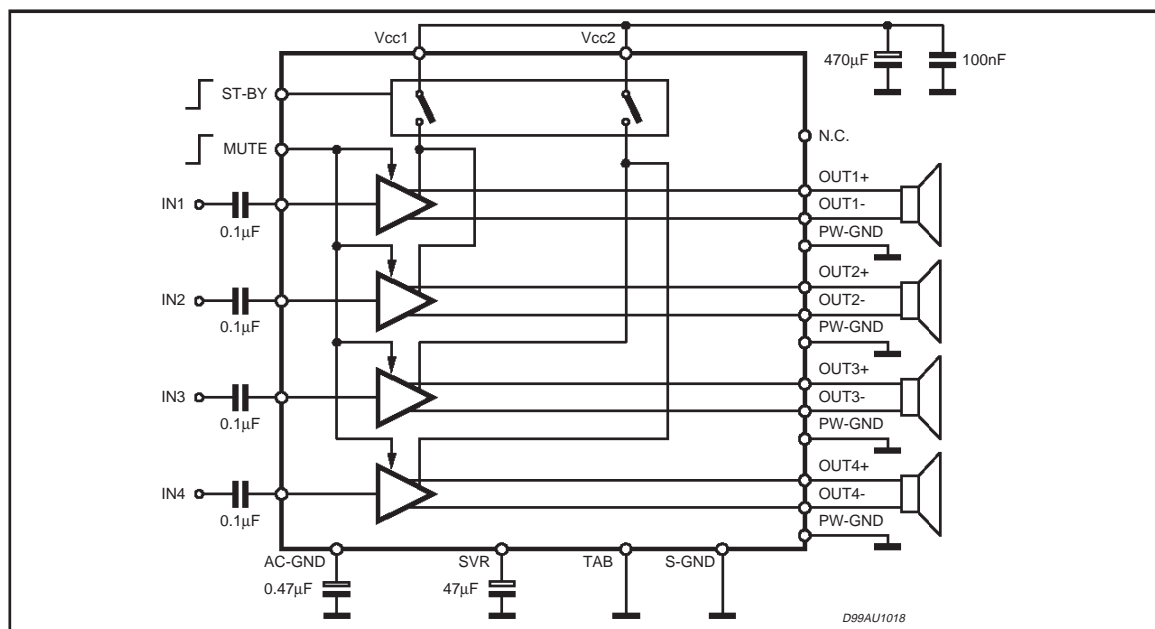 Vcc1
Vcc2
470μF
100nF
ST-BY
N.C.
MUTE
OUT1+
IN1
OUT1-
0.1μF
PW-GND
OUT2+
IN2
OUT2-
0.1μF
PW-GND
OUT3+
IN3
OUT3-
0.1μF
PW-GND
OUT4+
IN4
OUT4-
0.1μF
PW-GND
AC-GND
SVR
TAB
S-GND
0.47μF
47μF
D99AU1018